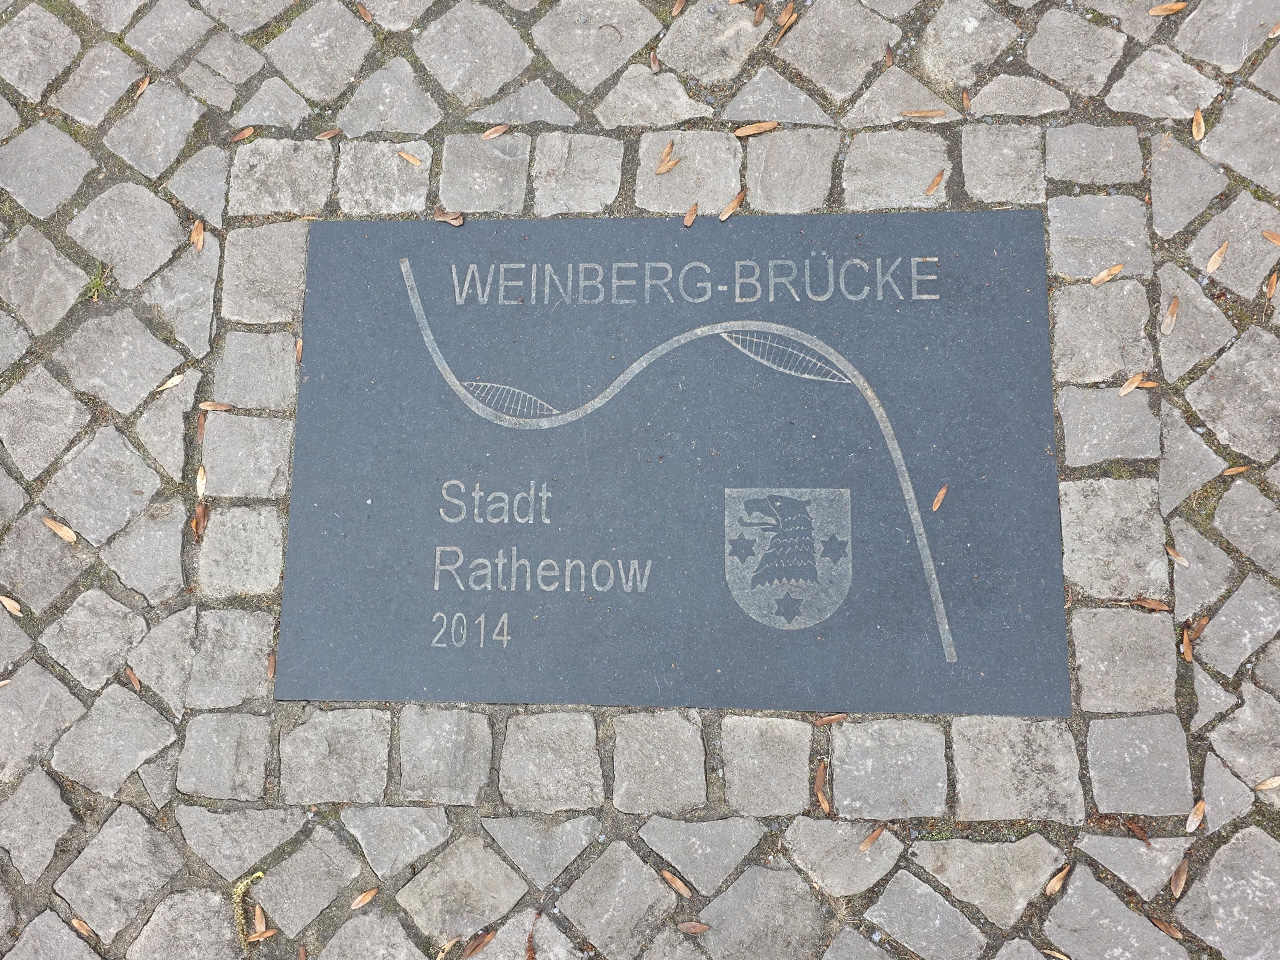 WEINBERG-BRÜCKE
Stadt
Rathenow
2014